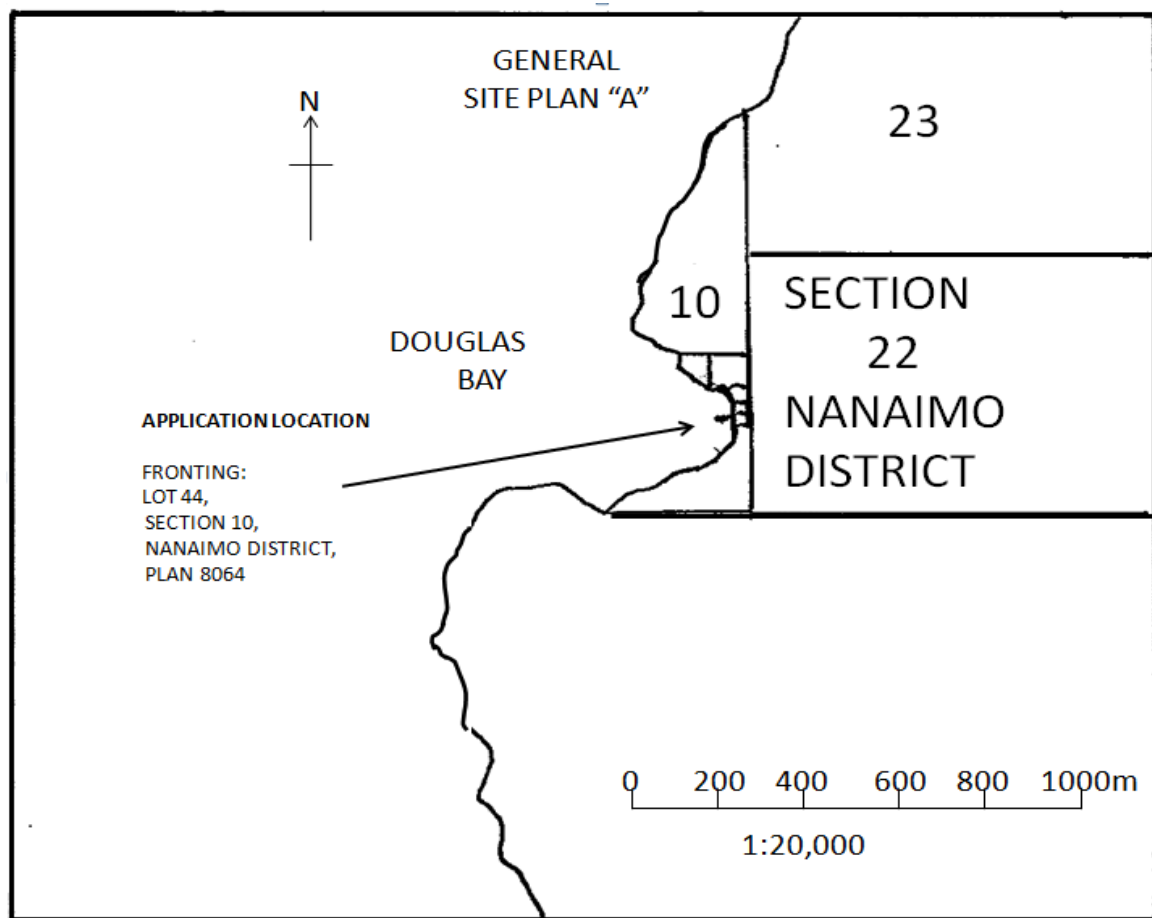 GENERAL
SITE PLAN “A”
N
23
10
SECTION
22
NANAIMO
DISTRICT
DOUGLAS
BAY
APPLICATION LOCATION
FRONTING:
LOT 44,
SECTION 10,
NANAIMO DISTRICT,
PLAN 8064
0 200 400 600 800 1000m
1:20,000